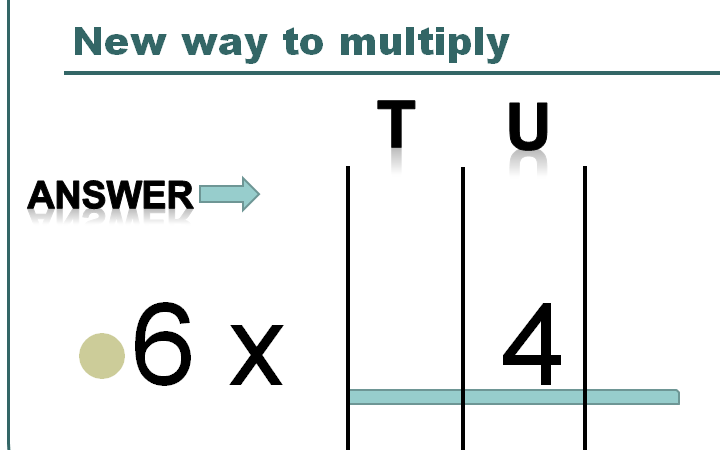 New way to multiply
T U
ANSWER
6 x 4